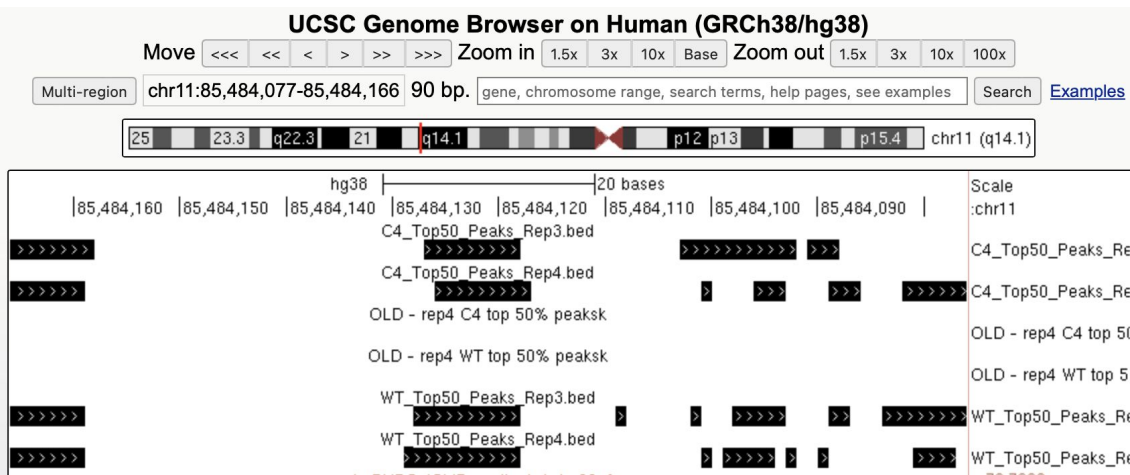 UCSC Genome Browser on Human (GRCh38/hg38)
Move <<< << < > >> >>> Zoom in 1.5x 3x 10x Base Zoom out 1.5x 3x 10x 100x
Multi-region chr11:85,484,077-85,484,166 90 bp. gene, chromosome range, search terms, help pages, see examples Search Examples
25 23.3 q22.3 21 q14.1 p12 p13 p15.4 chr11 (q14.1)
hg38 20 bases Scale
|85,484,160 |85,484,150 |85,484,140 |85,484,130 |85,484,120 |85,484,110 |85,484,100 |85,484,090 | :chr11
C4_Top50_Peaks_Rep3.bed
C4_Top50_Peaks_Re
C4_Top50_Peaks_Rep4.bed
C4_Top50_Peaks_Re
OLD - rep4 C4 top 50% peaksk
OLD - rep4 C4 top 50
OLD - rep4 WT top 50% peaksk
OLD - rep4 WT top 5
WT_Top50_Peaks_Rep3.bed
WT_Top50_Peaks_Re
WT_Top50_Peaks_Rep4.bed
WT_Top50_Peaks_Re